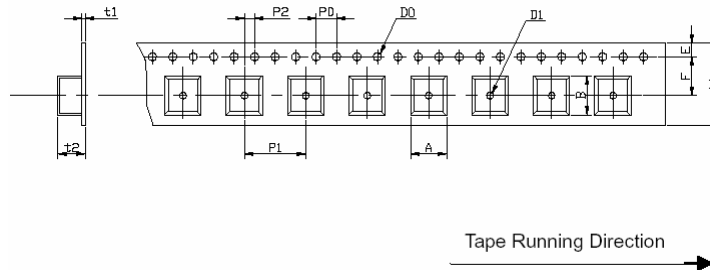 t1
P2
P0
D0
D1
E
F
B
t2
P1
A
Tape Running Direction